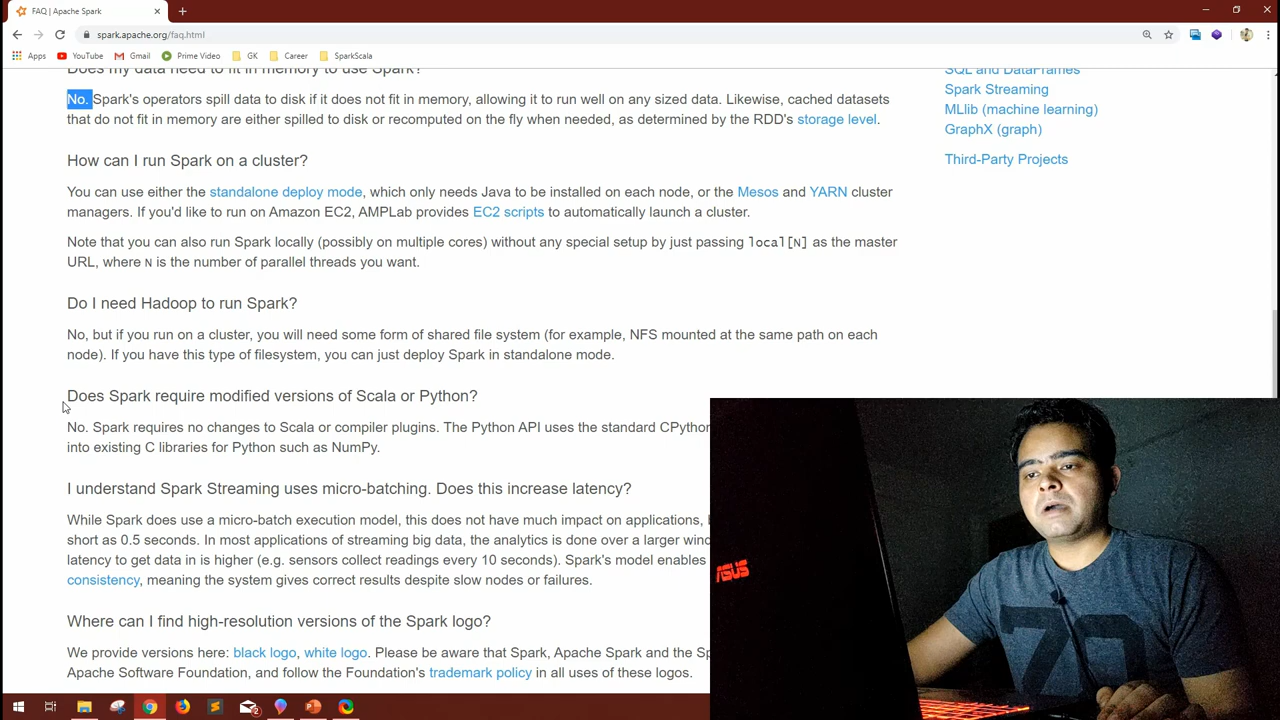 FAQ | Apache Spark
spark.apache.org/faq.html
Apps YouTube Gmail Prime Video GK Career SparkScala
Does my data need to fit in memory to use Spark?
No. Spark's operators spill data to disk if it does not fit in memory, allowing it to run well on any sized data. Likewise, cached datasets
that do not fit in memory are either spilled to disk or recomputed on the fly when needed, as determined by the RDD's storage level.
How can I run Spark on a cluster?
You can use either the standalone deploy mode, which only needs Java to be installed on each node, or the Mesos and YARN cluster
managers. If you'd like to run on Amazon EC2, AMPLab provides EC2 scripts to automatically launch a cluster.
Note that you can also run Spark locally (possibly on multiple cores) without any special setup by just passing local[N] as the master
URL, where N is the number of parallel threads you want.
Do I need Hadoop to run Spark?
No, but if you run on a cluster, you will need some form of shared file system (for example, NFS mounted at the same path on each
node). If you have this type of filesystem, you can just deploy Spark in standalone mode.
Does Spark require modified versions of Scala or Python?
No. Spark requires no changes to Scala or compiler plugins. The Python API uses the standard CPython
into existing C libraries for Python such as NumPy.
I understand Spark Streaming uses micro-batching. Does this increase latency?
While Spark does use a micro-batch execution model, this does not have much impact on applications,
short as 0.5 seconds. In most applications of streaming big data, the analytics is done over a larger
latency to get data in is higher (e.g. sensors collect readings every 10 seconds). Spark's model enables
consistency, meaning the system gives correct results despite slow nodes or failures.
Where can I find high-resolution versions of the Spark logo?
We provide versions here: black logo, white logo. Please be aware that Spark, Apache Spark and the
Apache Software Foundation, and follow the Foundation's trademark policy in all uses of these logos.
SQL and DataFrames
Spark Streaming
MLlib (machine learning)
GraphX (graph)
Third-Party Projects
ASUS
70
2